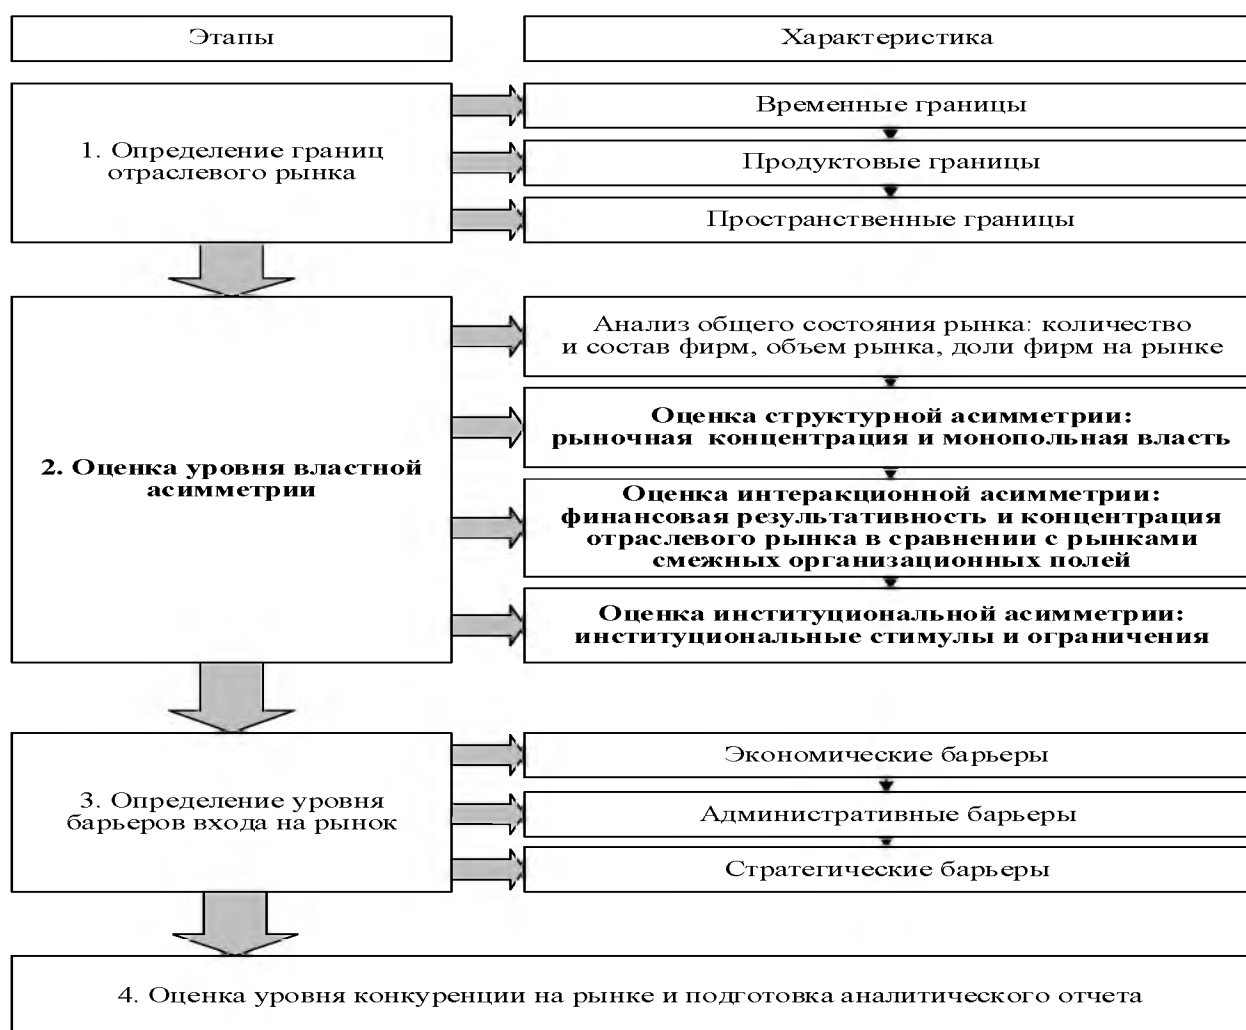 Этапы
Характеристика
1. Определение границ
отраслевого рынка
Временные границы
Продуктовые границы
Пространственные границы
2. Оценка уровня властной
асимметрии
Анализ общего состояния рынка: количество
и состав фирм, объем рынка, доли фирм на рынке
Оценка структурной асимметрии:
рыночная концентрация и монопольная власть
Оценка интеракционной асимметрии:
финансовая результативность и концентрация
отраслевого рынка в сравнении с рынками
смежных организационных полей
Оценка институциональной асимметрии:
институциональные стимулы и ограничения
3. Определение уровня
барьеров входа на рынок
Экономические барьеры
Административные барьеры
Стратегические барьеры
4. Оценка уровня конкуренции на рынке и подготовка аналитического отчета